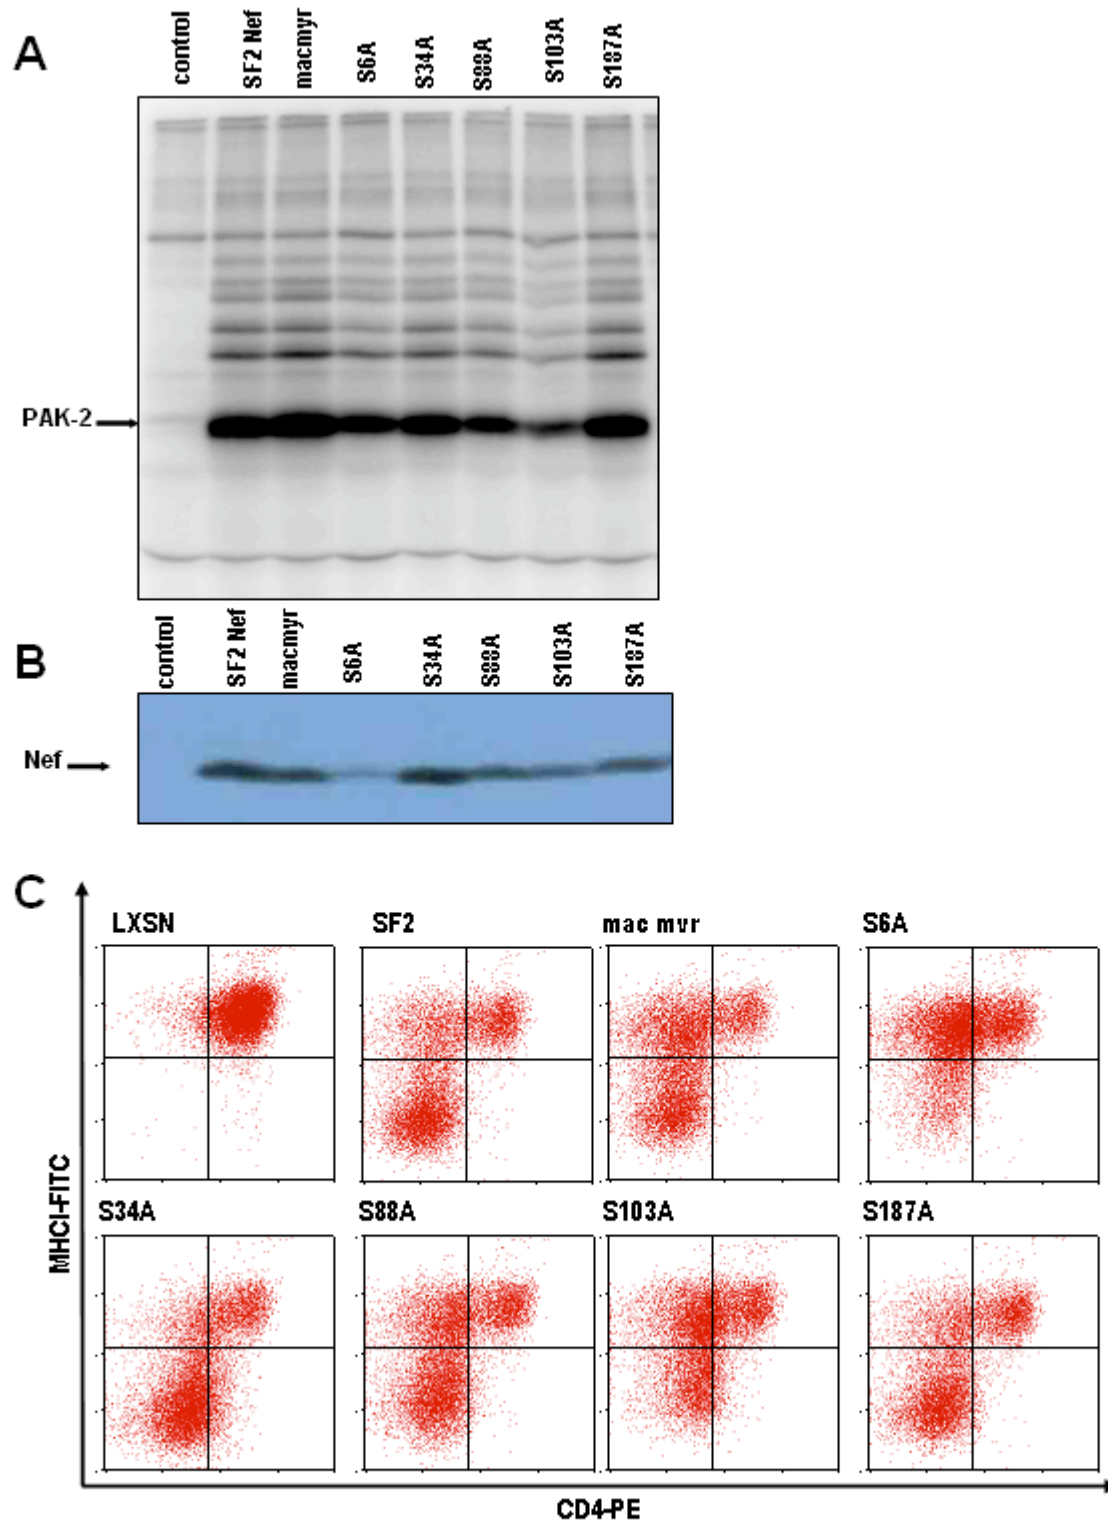 A
control
SF2 Nef
macmyr
S6A
S34A
S88A
S103A
S187A
PAK-2
B
control
SF2 Nef
macmyr
S6A
S34A
S88A
S103A
S187A
Nef
C
LXSN
SF2
mac myr
S6A
S34A
S88A
S103A
S187A
MHCI-FITC
CD4-PE